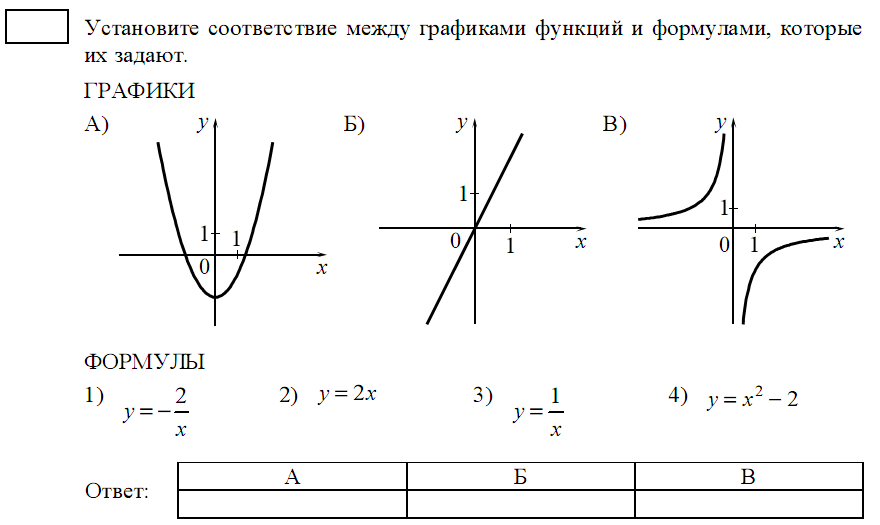 Установите соответствие между графиками функций и формулами, которые
их задают.
ГРАФИКИ
А) Б) В)
y y y
1 1 1
0 1 x 0 1 x 0 1 x
ФОРМУЛЫ
1) y = −2/x 2) y = 2x 3) y = 1/x 4) y = x² − 2
Ответ: А Б В